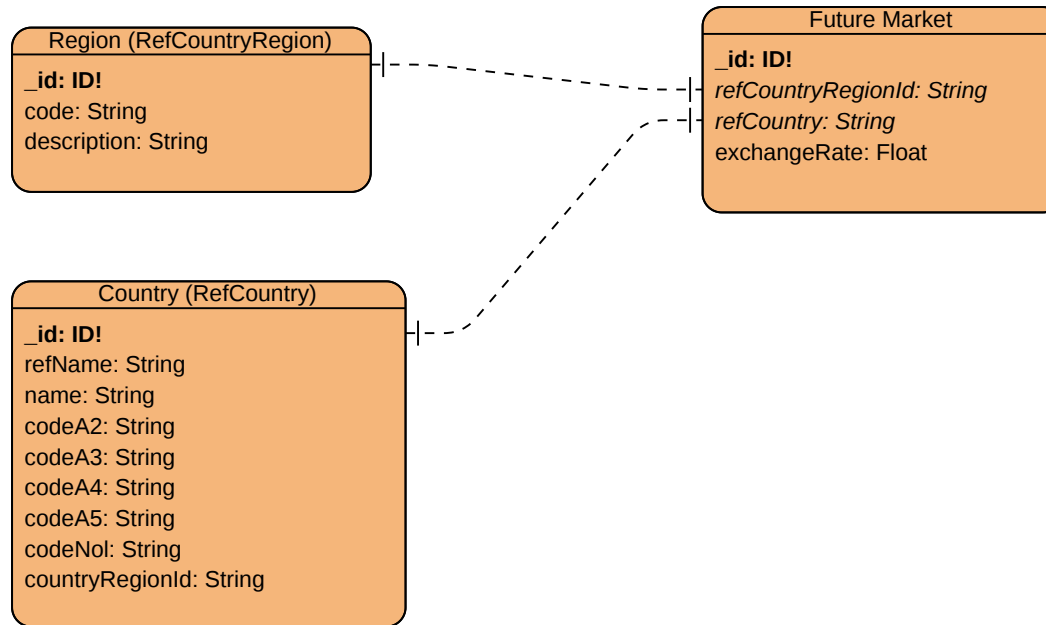 Region (RefCountryRegion)
_id: ID!
code: String
description: String
Future Market
_id: ID!
refCountryRegionId: String
refCountry: String
exchangeRate: Float
Country (RefCountry)
_id: ID!
refName: String
name: String
codeA2: String
codeA3: String
codeA4: String
codeA5: String
codeNol: String
countryRegionId: String